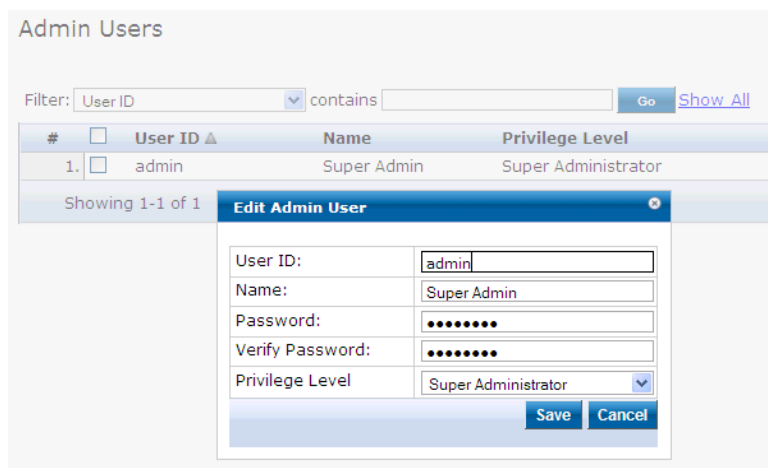 Admin Users
Filter: User ID contains Go Show All
# User ID Name Privilege Level
1. admin Super Admin Super Administrator
Showing 1-1 of 1
Edit Admin User
User ID: admin
Name: Super Admin
Password: ••••••••
Verify Password: ••••••••
Privilege Level Super Administrator
Save Cancel